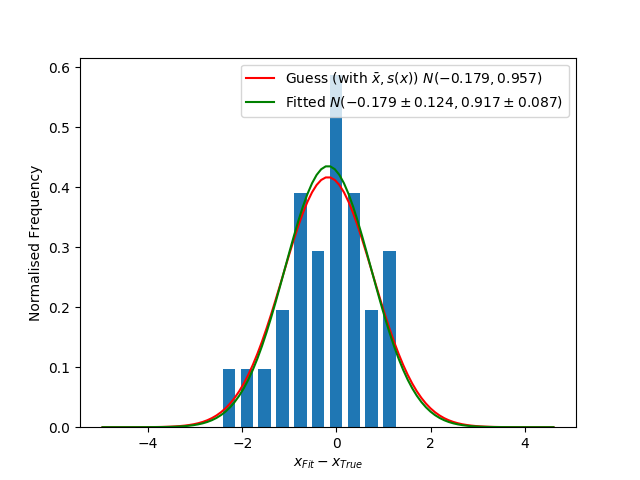 Guess (with x̄, s(x)) N(−0.179, 0.957)
Fitted N(−0.179 ± 0.124, 0.917 ± 0.087)
0.6
0.5
0.4
0.3
0.2
0.1
0.0
Normalised Frequency
−4 −2 0 2 4
x_Fit − x_True